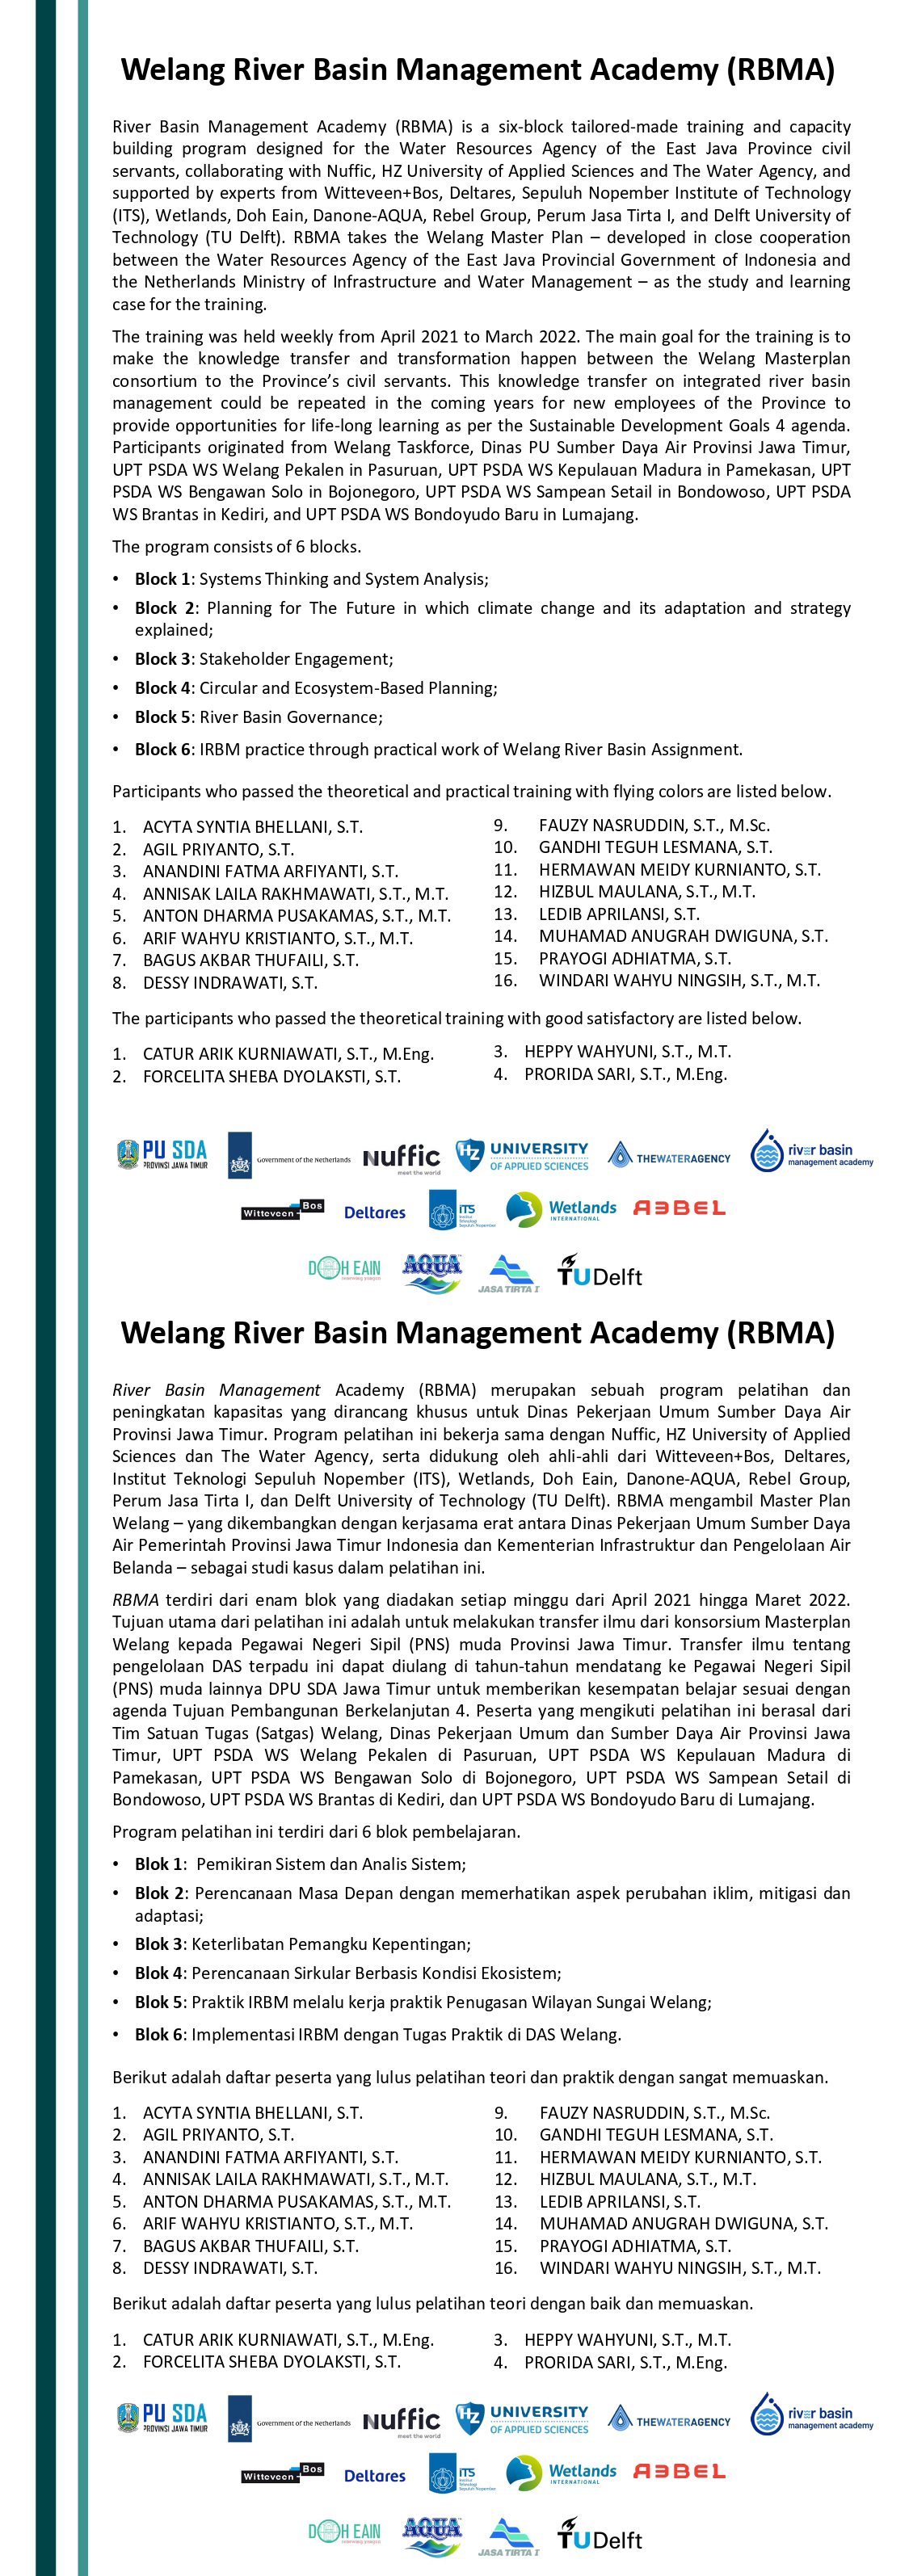 Welang River Basin Management Academy (RBMA)
River Basin Management Academy (RBMA) is a six-block tailored-made training and capacity
building program designed for the Water Resources Agency of the East Java Province civil
servants, collaborating with Nuffic, HZ University of Applied Sciences and The Water Agency, and
supported by experts from Witteveen+Bos, Deltares, Sepuluh Nopember Institute of Technology
(ITS), Wetlands, Doh Eain, Danone-AQUA, Rebel Group, Perum Jasa Tirta I, and Delft University of
Technology (TU Delft). RBMA takes the Welang Master Plan – developed in close cooperation
between the Water Resources Agency of the East Java Provincial Government of Indonesia and
the Netherlands Ministry of Infrastructure and Water Management – as the study and learning
case for the training.
The training was held weekly from April 2021 to March 2022. The main goal for the training is to
make the knowledge transfer and transformation happen between the Welang Masterplan
consortium to the Province's civil servants. This knowledge transfer on integrated river basin
management could be repeated in the coming years for new employees of the Province to
provide opportunities for life-long learning as per the Sustainable Development Goals 4 agenda.
Participants originated from Welang Taskforce, Dinas PU Sumber Daya Air Provinsi Jawa Timur,
UPT PSDA WS Welang Pekalen in Pasuruan, UPT PSDA WS Kepulauan Madura in Pamekasan, UPT
PSDA WS Bengawan Solo in Bojonegoro, UPT PSDA WS Sampean Setail in Bondowoso, UPT PSDA
WS Brantas in Kediri, and UPT PSDA WS Bondoyudo Baru in Lumajang.
The program consists of 6 blocks.
• Block 1: Systems Thinking and System Analysis;
• Block 2: Planning for The Future in which climate change and its adaptation and strategy
explained;
• Block 3: Stakeholder Engagement;
• Block 4: Circular and Ecosystem-Based Planning;
• Block 5: River Basin Governance;
• Block 6: IRBM practice through practical work of Welang River Basin Assignment.
Participants who passed the theoretical and practical training with flying colors are listed below.
1. ACYTA SYNTIA BHELLANI, S.T.
2. AGIL PRIYANTO, S.T.
3. ANANDINI FATMA ARFIYANTI, S.T.
4. ANNISAK LAILA RAKHMAWATI, S.T., M.T.
5. ANTON DHARMA PUSAKAMAS, S.T., M.T.
6. ARIF WAHYU KRISTIANTO, S.T., M.T.
7. BAGUS AKBAR THUFAILI, S.T.
8. DESSY INDRAWATI, S.T.
9. FAUZY NASRUDDIN, S.T., M.Sc.
10. GANDHI TEGUH LESMANA, S.T.
11. HERMAWAN MEIDY KURNIANTO, S.T.
12. HIZBUL MAULANA, S.T., M.T.
13. LEDIB APRILANSI, S.T.
14. MUHAMAD ANUGRAH DWIGUNA, S.T.
15. PRAYOGI ADHIATMA, S.T.
16. WINDARI WAHYU NINGSIH, S.T., M.T.
The participants who passed the theoretical training with good satisfactory are listed below.
1. CATUR ARIK KURNIAWATI, S.T., M.Eng.
2. FORCELITA SHEBA DYOLAKSTI, S.T.
3. HEPPY WAHYUNI, S.T., M.T.
4. PRORIDA SARI, S.T., M.Eng.
PU SDA
PROVINSI JAWA TIMUR
Government of the Netherlands
nuffic
meet the world
HZ UNIVERSITY
OF APPLIED SCIENCES
THEWATERAGENCY
river basin
management academy
Witteveen + Bos
Deltares
ITS
Institut
Teknologi
Sepuluh Nopember
Wetlands
INTERNATIONAL
REBEL
DOH EAIN
AQUA
JASA TIRTA I
TU Delft
Welang River Basin Management Academy (RBMA)
River Basin Management Academy (RBMA) merupakan sebuah program pelatihan dan
peningkatan kapasitas yang dirancang khusus untuk Dinas Pekerjaan Umum Sumber Daya Air
Provinsi Jawa Timur. Program pelatihan ini bekerja sama dengan Nuffic, HZ University of Applied
Sciences dan The Water Agency, serta didukung oleh ahli-ahli dari Witteveen+Bos, Deltares,
Institut Teknologi Sepuluh Nopember (ITS), Wetlands, Doh Eain, Danone-AQUA, Rebel Group,
Perum Jasa Tirta I, dan Delft University of Technology (TU Delft). RBMA mengambil Master Plan
Welang – yang dikembangkan dengan kerjasama erat antara Dinas Pekerjaan Umum Sumber Daya
Air Pemerintah Provinsi Jawa Timur Indonesia dan Kementerian Infrastruktur dan Pengelolaan Air
Belanda – sebagai studi kasus dalam pelatihan ini.
RBMA terdiri dari enam blok yang diadakan setiap minggu dari April 2021 hingga Maret 2022.
Tujuan utama dari pelatihan ini adalah untuk melakukan transfer ilmu dari konsorsium Masterplan
Welang kepada Pegawai Negeri Sipil (PNS) muda Provinsi Jawa Timur. Transfer ilmu tentang
pengelolaan DAS terpadu ini dapat diulang di tahun-tahun mendatang ke Pegawai Negeri Sipil
(PNS) muda lainnya DPU SDA Jawa Timur untuk memberikan kesempatan belajar sesuai dengan
agenda Tujuan Pembangunan Berkelanjutan 4. Peserta yang mengikuti pelatihan ini berasal dari
Tim Satuan Tugas (Satgas) Welang, Dinas Pekerjaan Umum dan Sumber Daya Air Provinsi Jawa
Timur, UPT PSDA WS Welang Pekalen di Pasuruan, UPT PSDA WS Kepulauan Madura di
Pamekasan, UPT PSDA WS Bengawan Solo di Bojonegoro, UPT PSDA WS Sampean Setail di
Bondowoso, UPT PSDA WS Brantas di Kediri, dan UPT PSDA WS Bondoyudo Baru di Lumajang.
Program pelatihan ini terdiri dari 6 blok pembelajaran.
• Blok 1: Pemikiran Sistem dan Analis Sistem;
• Blok 2: Perencanaan Masa Depan dengan memerhatikan aspek perubahan iklim, mitigasi dan
adaptasi;
• Blok 3: Keterlibatan Pemangku Kepentingan;
• Blok 4: Perencanaan Sirkular Berbasis Kondisi Ekosistem;
• Blok 5: Praktik IRBM melalu kerja praktik Penugasan Wilayan Sungai Welang;
• Blok 6: Implementasi IRBM dengan Tugas Praktik di DAS Welang.
Berikut adalah daftar peserta yang lulus pelatihan teori dan praktik dengan sangat memuaskan.
1. ACYTA SYNTIA BHELLANI, S.T.
2. AGIL PRIYANTO, S.T.
3. ANANDINI FATMA ARFIYANTI, S.T.
4. ANNISAK LAILA RAKHMAWATI, S.T., M.T.
5. ANTON DHARMA PUSAKAMAS, S.T., M.T.
6. ARIF WAHYU KRISTIANTO, S.T., M.T.
7. BAGUS AKBAR THUFAILI, S.T.
8. DESSY INDRAWATI, S.T.
9. FAUZY NASRUDDIN, S.T., M.Sc.
10. GANDHI TEGUH LESMANA, S.T.
11. HERMAWAN MEIDY KURNIANTO, S.T.
12. HIZBUL MAULANA, S.T., M.T.
13. LEDIB APRILANSI, S.T.
14. MUHAMAD ANUGRAH DWIGUNA, S.T.
15. PRAYOGI ADHIATMA, S.T.
16. WINDARI WAHYU NINGSIH, S.T., M.T.
Berikut adalah daftar peserta yang lulus pelatihan teori dengan baik dan memuaskan.
1. CATUR ARIK KURNIAWATI, S.T., M.Eng.
2. FORCELITA SHEBA DYOLAKSTI, S.T.
3. HEPPY WAHYUNI, S.T., M.T.
4. PRORIDA SARI, S.T., M.Eng.
PU SDA
PROVINSI JAWA TIMUR
Government of the Netherlands
nuffic
meet the world
HZ UNIVERSITY
OF APPLIED SCIENCES
THEWATERAGENCY
river basin
management academy
Witteveen + Bos
Deltares
ITS
Institut
Teknologi
Sepuluh Nopember
Wetlands
INTERNATIONAL
REBEL
DOH EAIN
AQUA
JASA TIRTA I
TU Delft